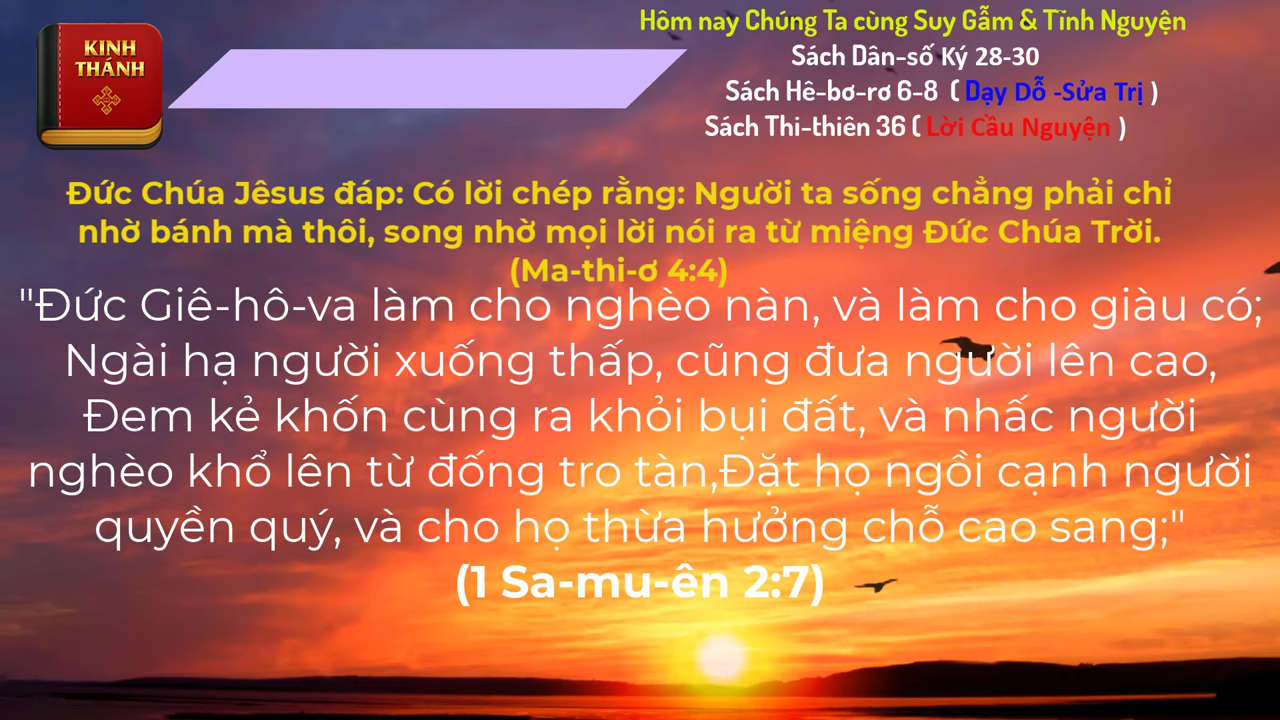 KINH
THÁNH
Hôm nay Chúng Ta cùng Suy Gẫm & Tĩnh Nguyện
Sách Dân-số Ký 28-30
Sách Hê-bơ-rơ 6-8 ( Dạy Dỗ -Sửa Trị )
Sách Thi-thiên 36 ( Lời Cầu Nguyện )
Đức Chúa Jêsus đáp: Có lời chép rằng: Người ta sống chẳng phải chỉ
nhờ bánh mà thôi, song nhờ mọi lời nói ra từ miệng Đức Chúa Trời.
(Ma-thi-ơ 4:4)
"Đức Giê-hô-va làm cho nghèo nàn, và làm cho giàu có;
Ngài hạ người xuống thấp, cũng đưa người lên cao,
Đem kẻ khốn cùng ra khỏi bụi đất, và nhấc người
nghèo khổ lên từ đống tro tàn,Đặt họ ngồi cạnh người
quyền quý, và cho họ thừa hưởng chỗ cao sang;"
(1 Sa-mu-ên 2:7)